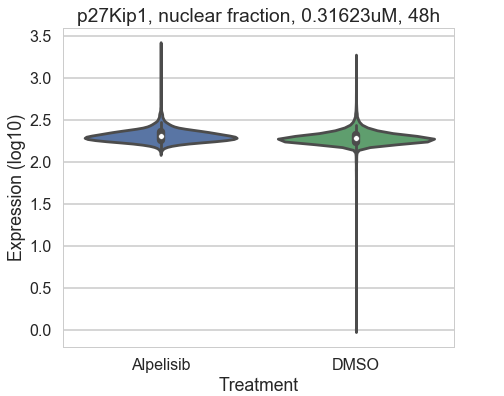 p27Kip1, nuclear fraction, 0.31623uM, 48h
3.5
3.0
2.5
2.0
1.5
1.0
0.5
0.0
Expression (log10)
Alpelisib DMSO
Treatment